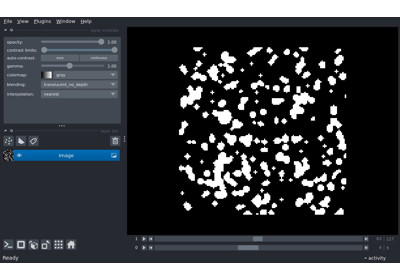 File View Plugins Window Help
opacity: 1.00
contrast limits:
auto-contrast: once continuous
gamma: 1.00
colormap: gray
blending: translucent_no_depth
interpolation: nearest
image
1
0
Ready activity